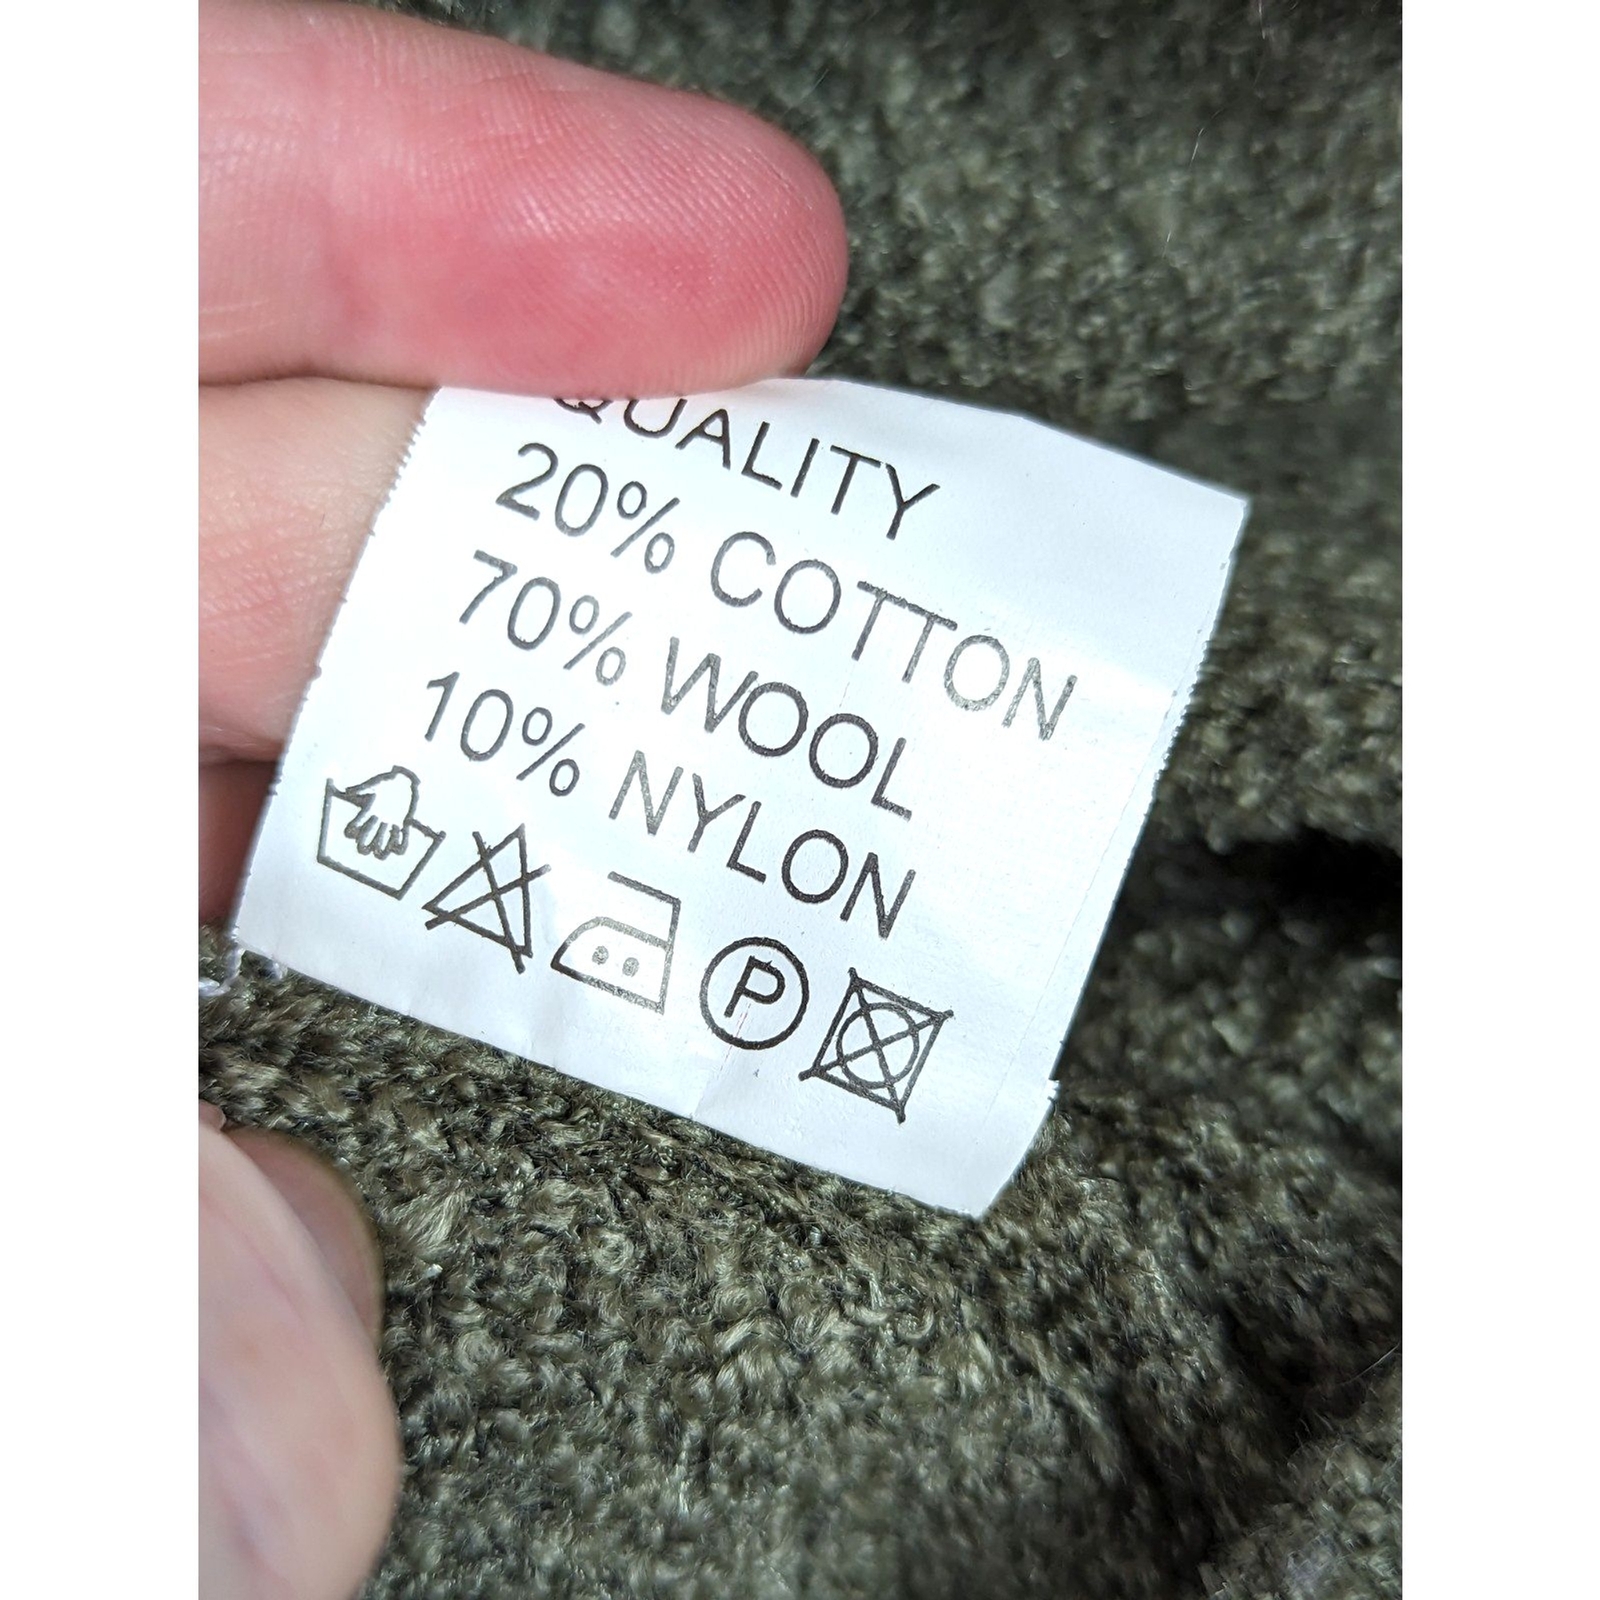 QUALITY
20% COTTON
70% WOOL
10% NYLON
P